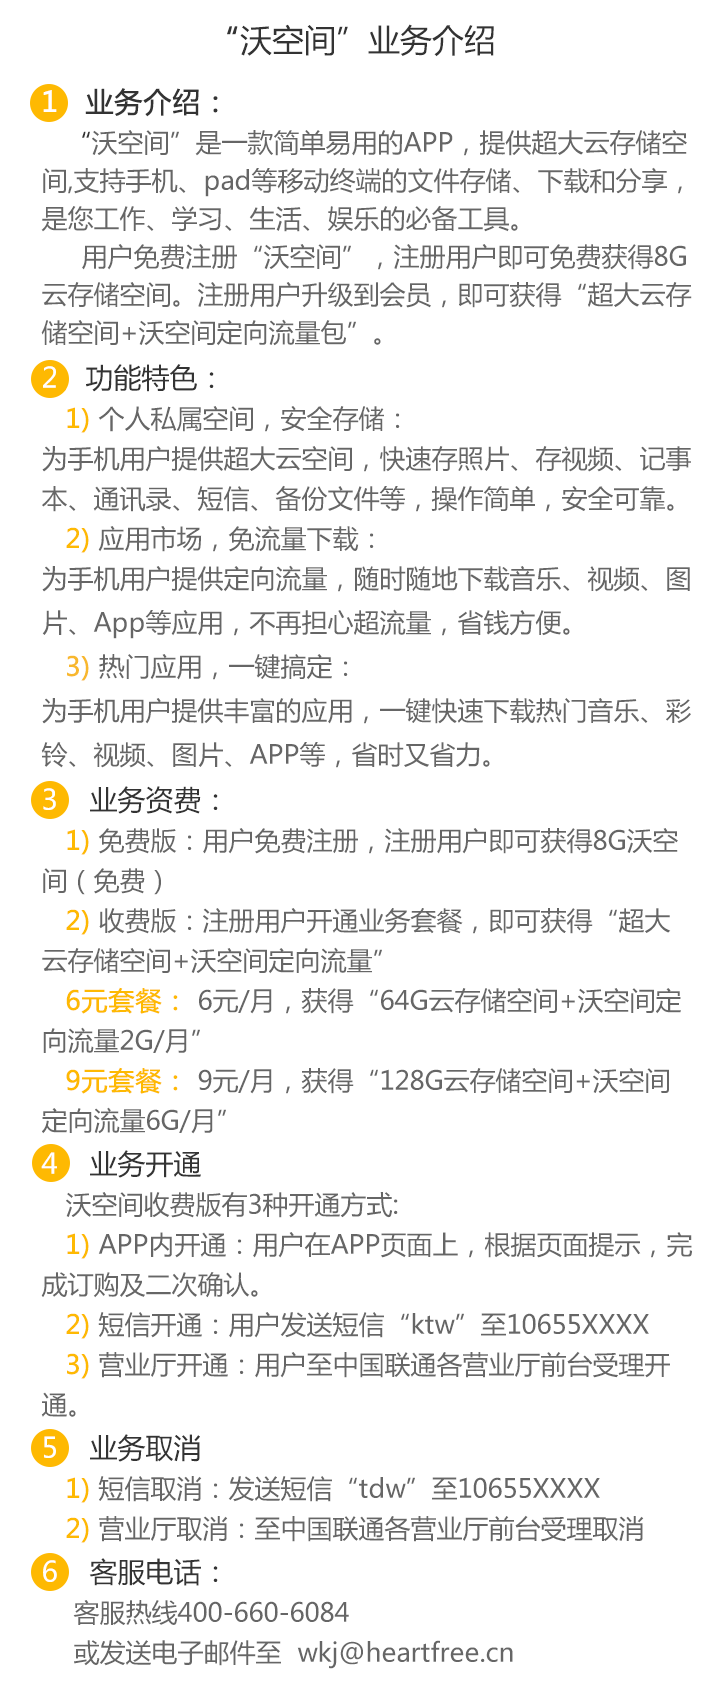 “沃空间”业务介绍
1 业务介绍：
“沃空间”是一款简单易用的APP，提供超大云存储空
间,支持手机、pad等移动终端的文件存储、下载和分享，
是您工作、学习、生活、娱乐的必备工具。
用户免费注册“沃空间”，注册用户即可免费获得8G
云存储空间。注册用户升级到会员，即可获得“超大云存
储空间+沃空间定向流量包”。
2 功能特色：
1) 个人私属空间，安全存储：
为手机用户提供超大云空间，快速存照片、存视频、记事
本、通讯录、短信、备份文件等，操作简单，安全可靠。
2) 应用市场，免流量下载：
为手机用户提供定向流量，随时随地下载音乐、视频、图
片、App等应用，不再担心超流量，省钱方便。
3) 热门应用，一键搞定：
为手机用户提供丰富的应用，一键快速下载热门音乐、彩
铃、视频、图片、APP等，省时又省力。
3 业务资费：
1) 免费版：用户免费注册，注册用户即可获得8G沃空
间（免费）
2) 收费版：注册用户开通业务套餐，即可获得“超大
云存储空间+沃空间定向流量”
6元套餐： 6元/月，获得“64G云存储空间+沃空间定
向流量2G/月”
9元套餐： 9元/月，获得“128G云存储空间+沃空间
定向流量6G/月”
4 业务开通
沃空间收费版有3种开通方式:
1) APP内开通：用户在APP页面上，根据页面提示，完
成订购及二次确认。
2) 短信开通：用户发送短信“ktw”至10655XXXX
3) 营业厅开通：用户至中国联通各营业厅前台受理开
通。
5 业务取消
1) 短信取消：发送短信“tdw”至10655XXXX
2) 营业厅取消：至中国联通各营业厅前台受理取消
6 客服电话：
客服热线400-660-6084
或发送电子邮件至 wkj@heartfree.cn